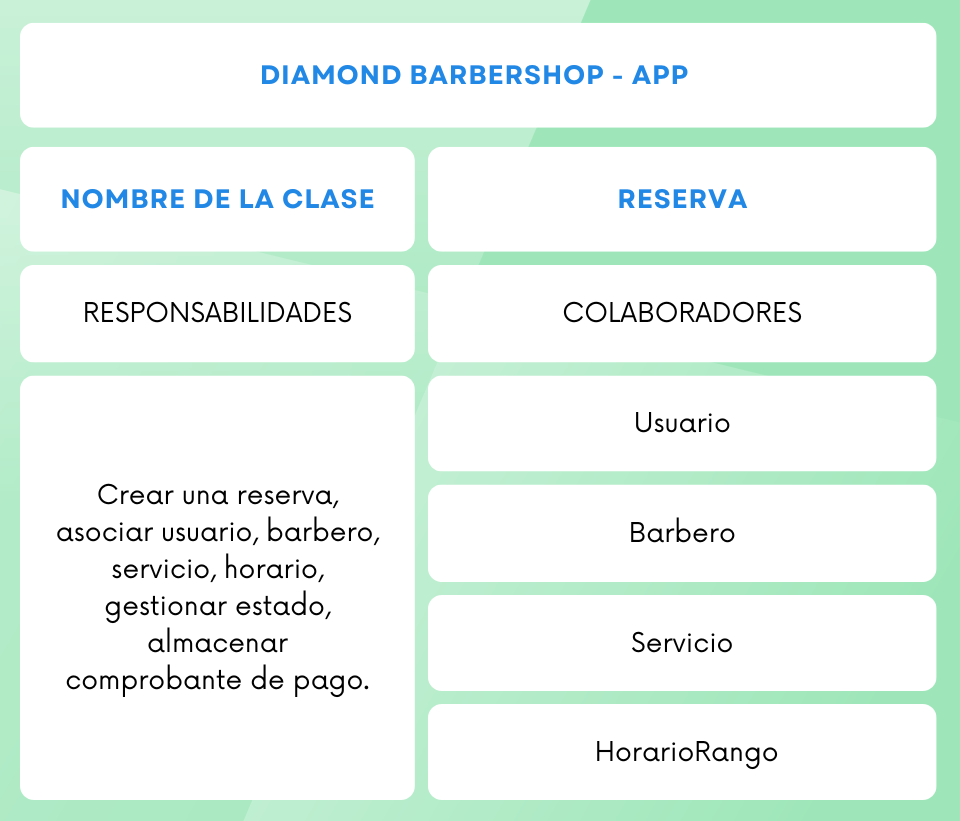 DIAMOND BARBERSHOP - APP
NOMBRE DE LA CLASE
RESERVA
RESPONSABILIDADES
COLABORADORES
Crear una reserva,
asociar usuario, barbero,
servicio, horario,
gestionar estado,
almacenar
comprobante de pago.
Usuario
Barbero
Servicio
HorarioRango